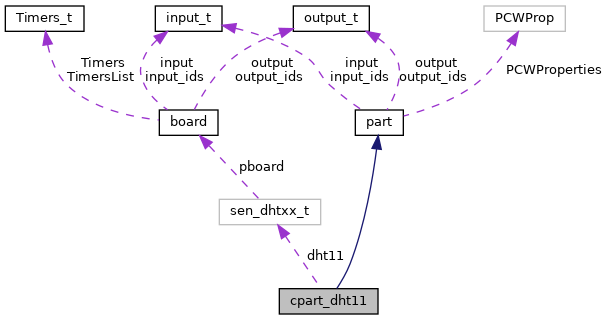 Timers_t
input_t
output_t
PCWProp
Timers
TimersList
input
input_ids
output
output_ids
input
input_ids
output
output_ids
PCWProperties
board
part
pboard
sen_dhtxx_t
dht11
cpart_dht11